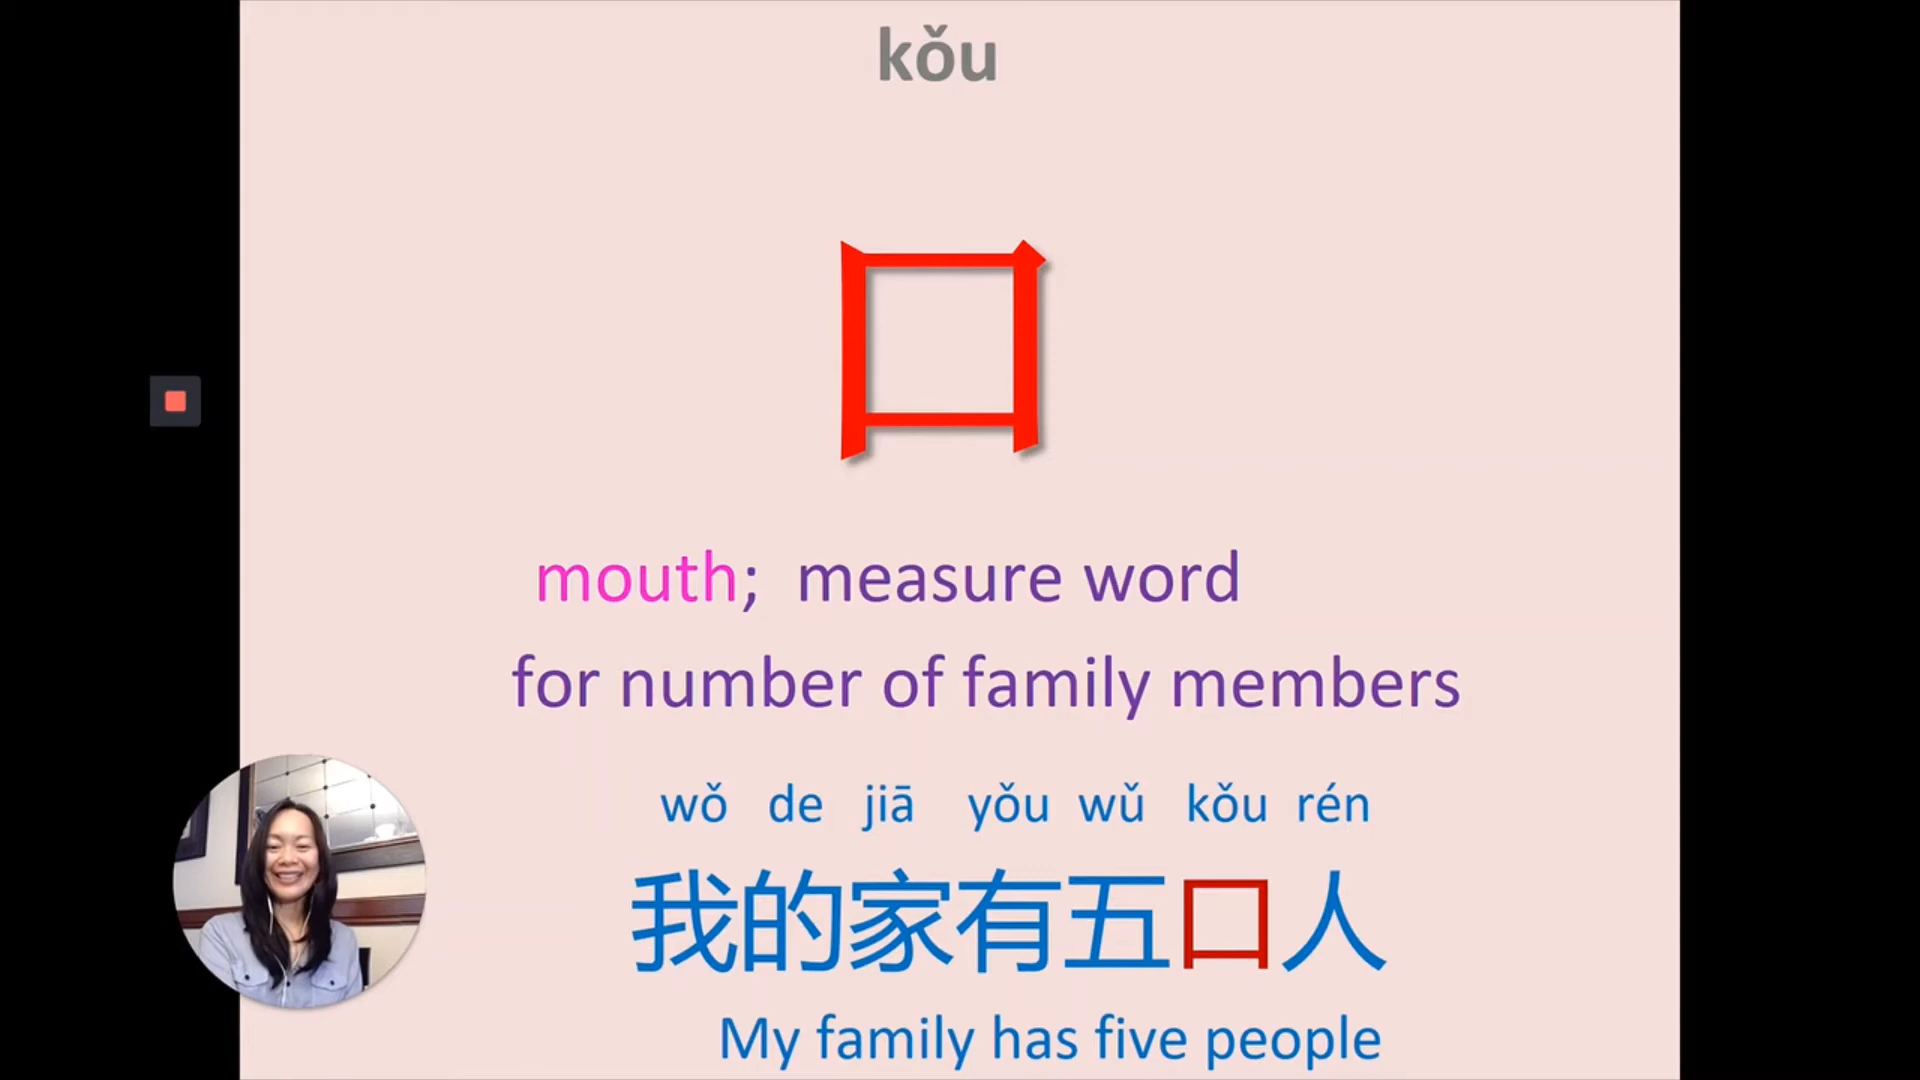 kǒu
口
mouth; measure word
for number of family members
wǒ de jiā yǒu wǔ kǒu rén
我的家有五口人
My family has five people